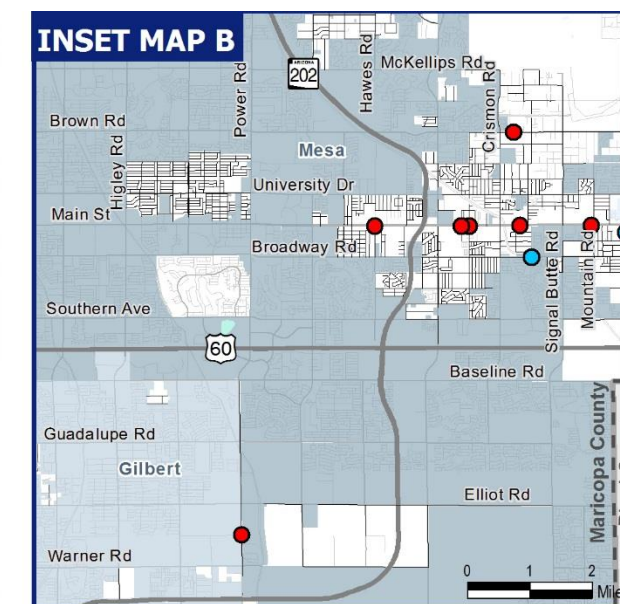 INSET MAP B
ARIZONA
202
Hawes Rd
McKellips Rd
Crismon Rd
Power Rd
Brown Rd
Higley Rd
Mesa
University Dr
Main St
Broadway Rd
Signal Butte Rd
Mountain Rd
Southern Ave
60
Baseline Rd
Guadalupe Rd
Gilbert
Maricopa County
Elliot Rd
Warner Rd
0 1 2
Mile